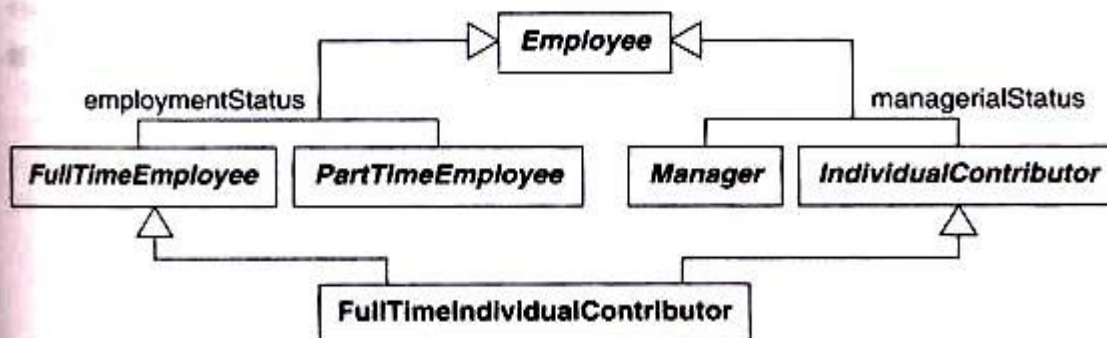 Employee
employmentStatus
managerialStatus
FullTimeEmployee
PartTimeEmployee
Manager
IndividualContributor
FullTimeIndividualContributor